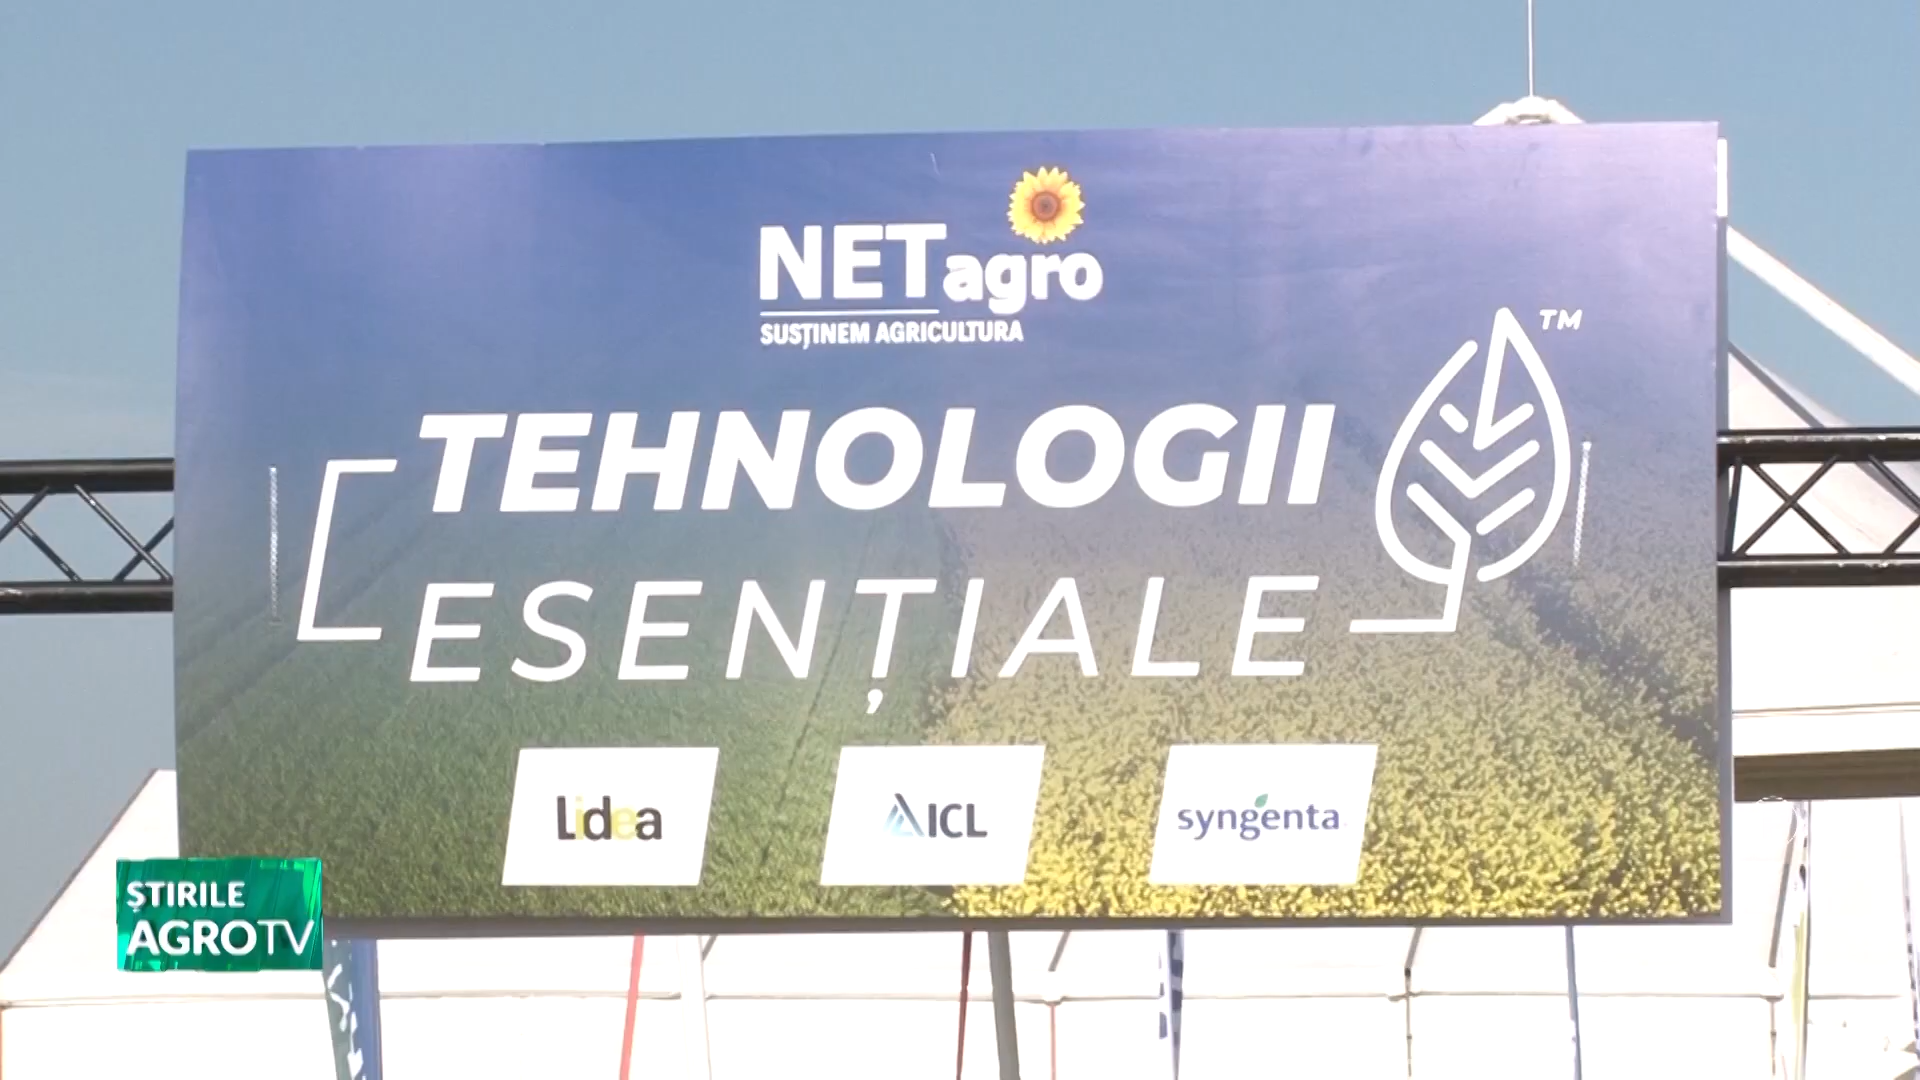 NETagro
SUSȚINEM AGRICULTURA
TEHNOLOGII
TM
ESENȚIALE
Lidea
ICL
syngenta
ȘTIRILE
AGROTV